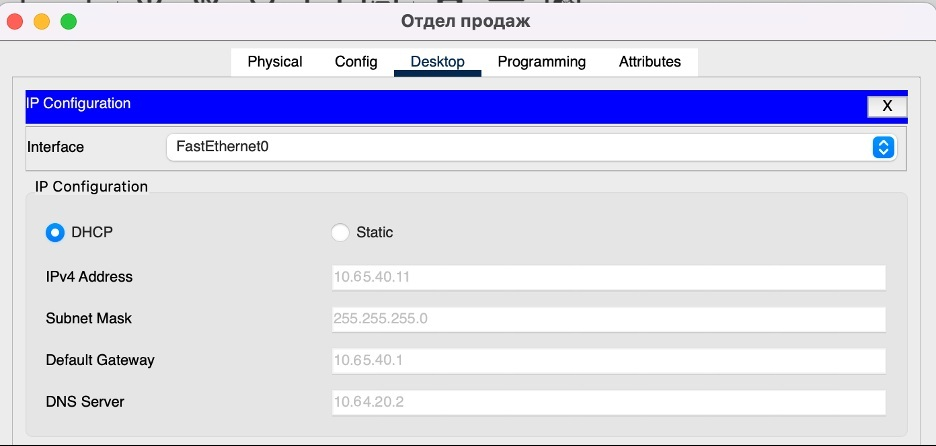 Отдел продаж
Physical Config Desktop Programming Attributes
IP Configuration X
Interface FastEthernet0
IP Configuration
DHCP Static
IPv4 Address 10.65.40.11
Subnet Mask 255.255.255.0
Default Gateway 10.65.40.1
DNS Server 10.64.20.2